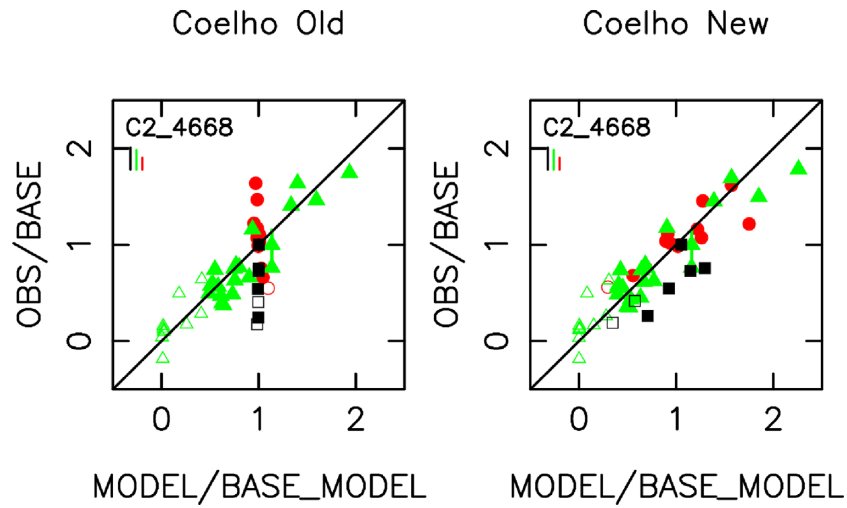 Coelho Old
Coelho New
C2_4668
C2_4668
2
1
0
OBS/BASE
2
1
0
OBS/BASE
0 1 2
0 1 2
MODEL/BASE_MODEL
MODEL/BASE_MODEL